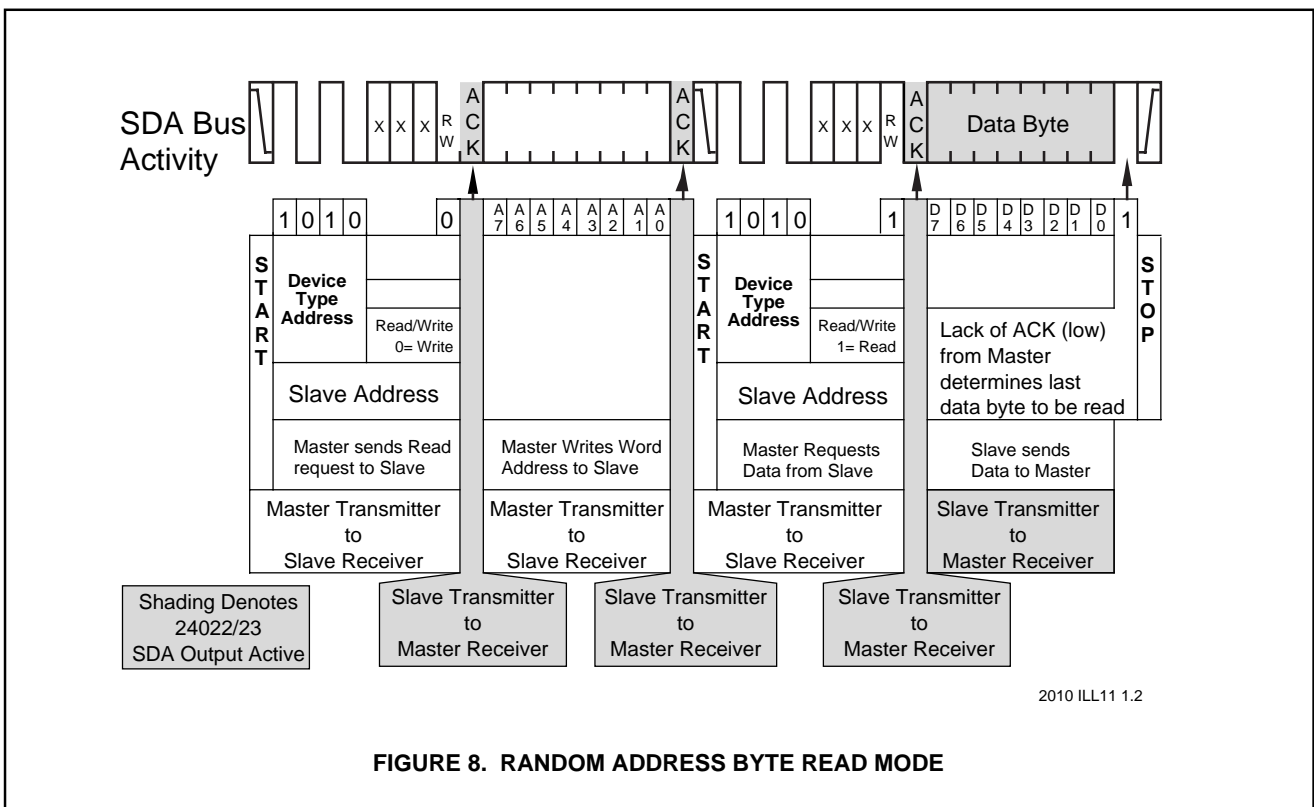 SDA Bus
Activity
X X X R W A C K A C K X X X R W A C K Data Byte
1 0 1 0 0 A7 A6 A5 A4 A3 A2 A1 A0 1 0 1 0 1 D7 D6 D5 D4 D3 D2 D1 D0 1
START
Device
Type
Address
Read/Write
0= Write
Slave Address
Master sends Read
request to Slave
Master Writes Word
Address to Slave
START
Device
Type
Address
Read/Write
1= Read
Slave Address
Master Requests
Data from Slave
Lack of ACK (low)
from Master
determines last
data byte to be read
Slave sends
Data to Master
STOP
Master Transmitter
to
Slave Receiver
Master Transmitter
to
Slave Receiver
Master Transmitter
to
Slave Receiver
Slave Transmitter
to
Master Receiver
Shading Denotes
24022/23
SDA Output Active
Slave Transmitter
to
Master Receiver
Slave Transmitter
to
Master Receiver
Slave Transmitter
to
Master Receiver
2010 ILL11 1.2
FIGURE 8. RANDOM ADDRESS BYTE READ MODE